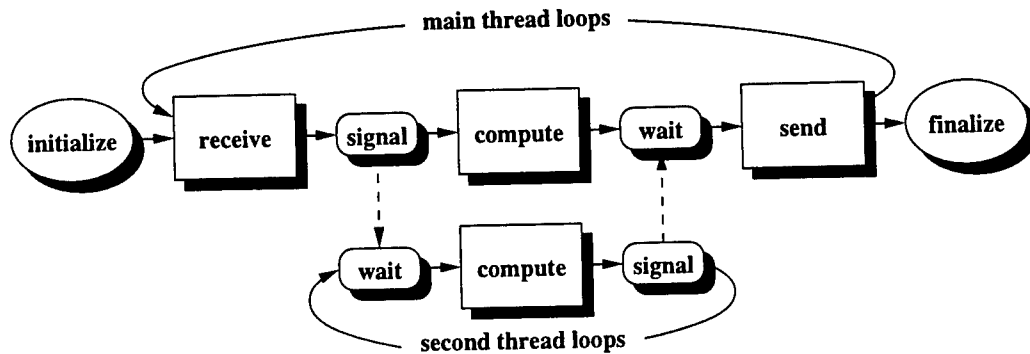 main thread loops
initialize
receive
signal
compute
wait
send
finalize
wait
compute
signal
second thread loops